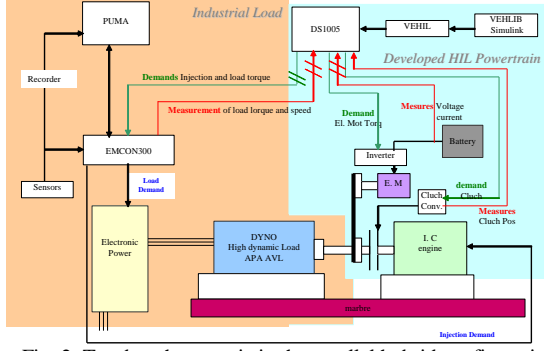 Industrial Load
PUMA
DS1005
VEHIL
VEHLIB
Simulink
Developed HIL Powertrain
Recorder
Demands Injection and load torque
Measurement of load lorque and speed
Mesures Voltage
current
Demand
El. Mot Torq
EMCON300
Battery
Inverter
Sensors
Load
Demand
E. M
Cluch
Conv.
demand
Cluch
Measures
Cluch Pos
Electronic
Power
DYNO
High dynamic Load
APA AVL
I. C
engine
marbre
Injection Demand